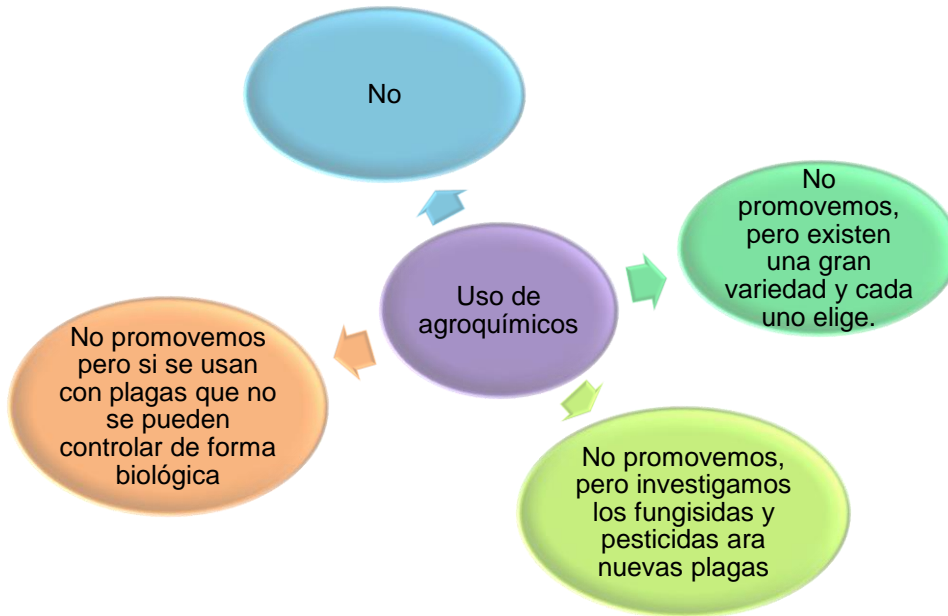 No
No
promovemos,
pero existen
una gran
variedad y cada
uno elige.
Uso de
agroquímicos
No promovemos
pero si se usan
con plagas que no
se pueden
controlar de forma
biológica
No promovemos,
pero investigamos
los fungisidas y
pesticidas ara
nuevas plagas